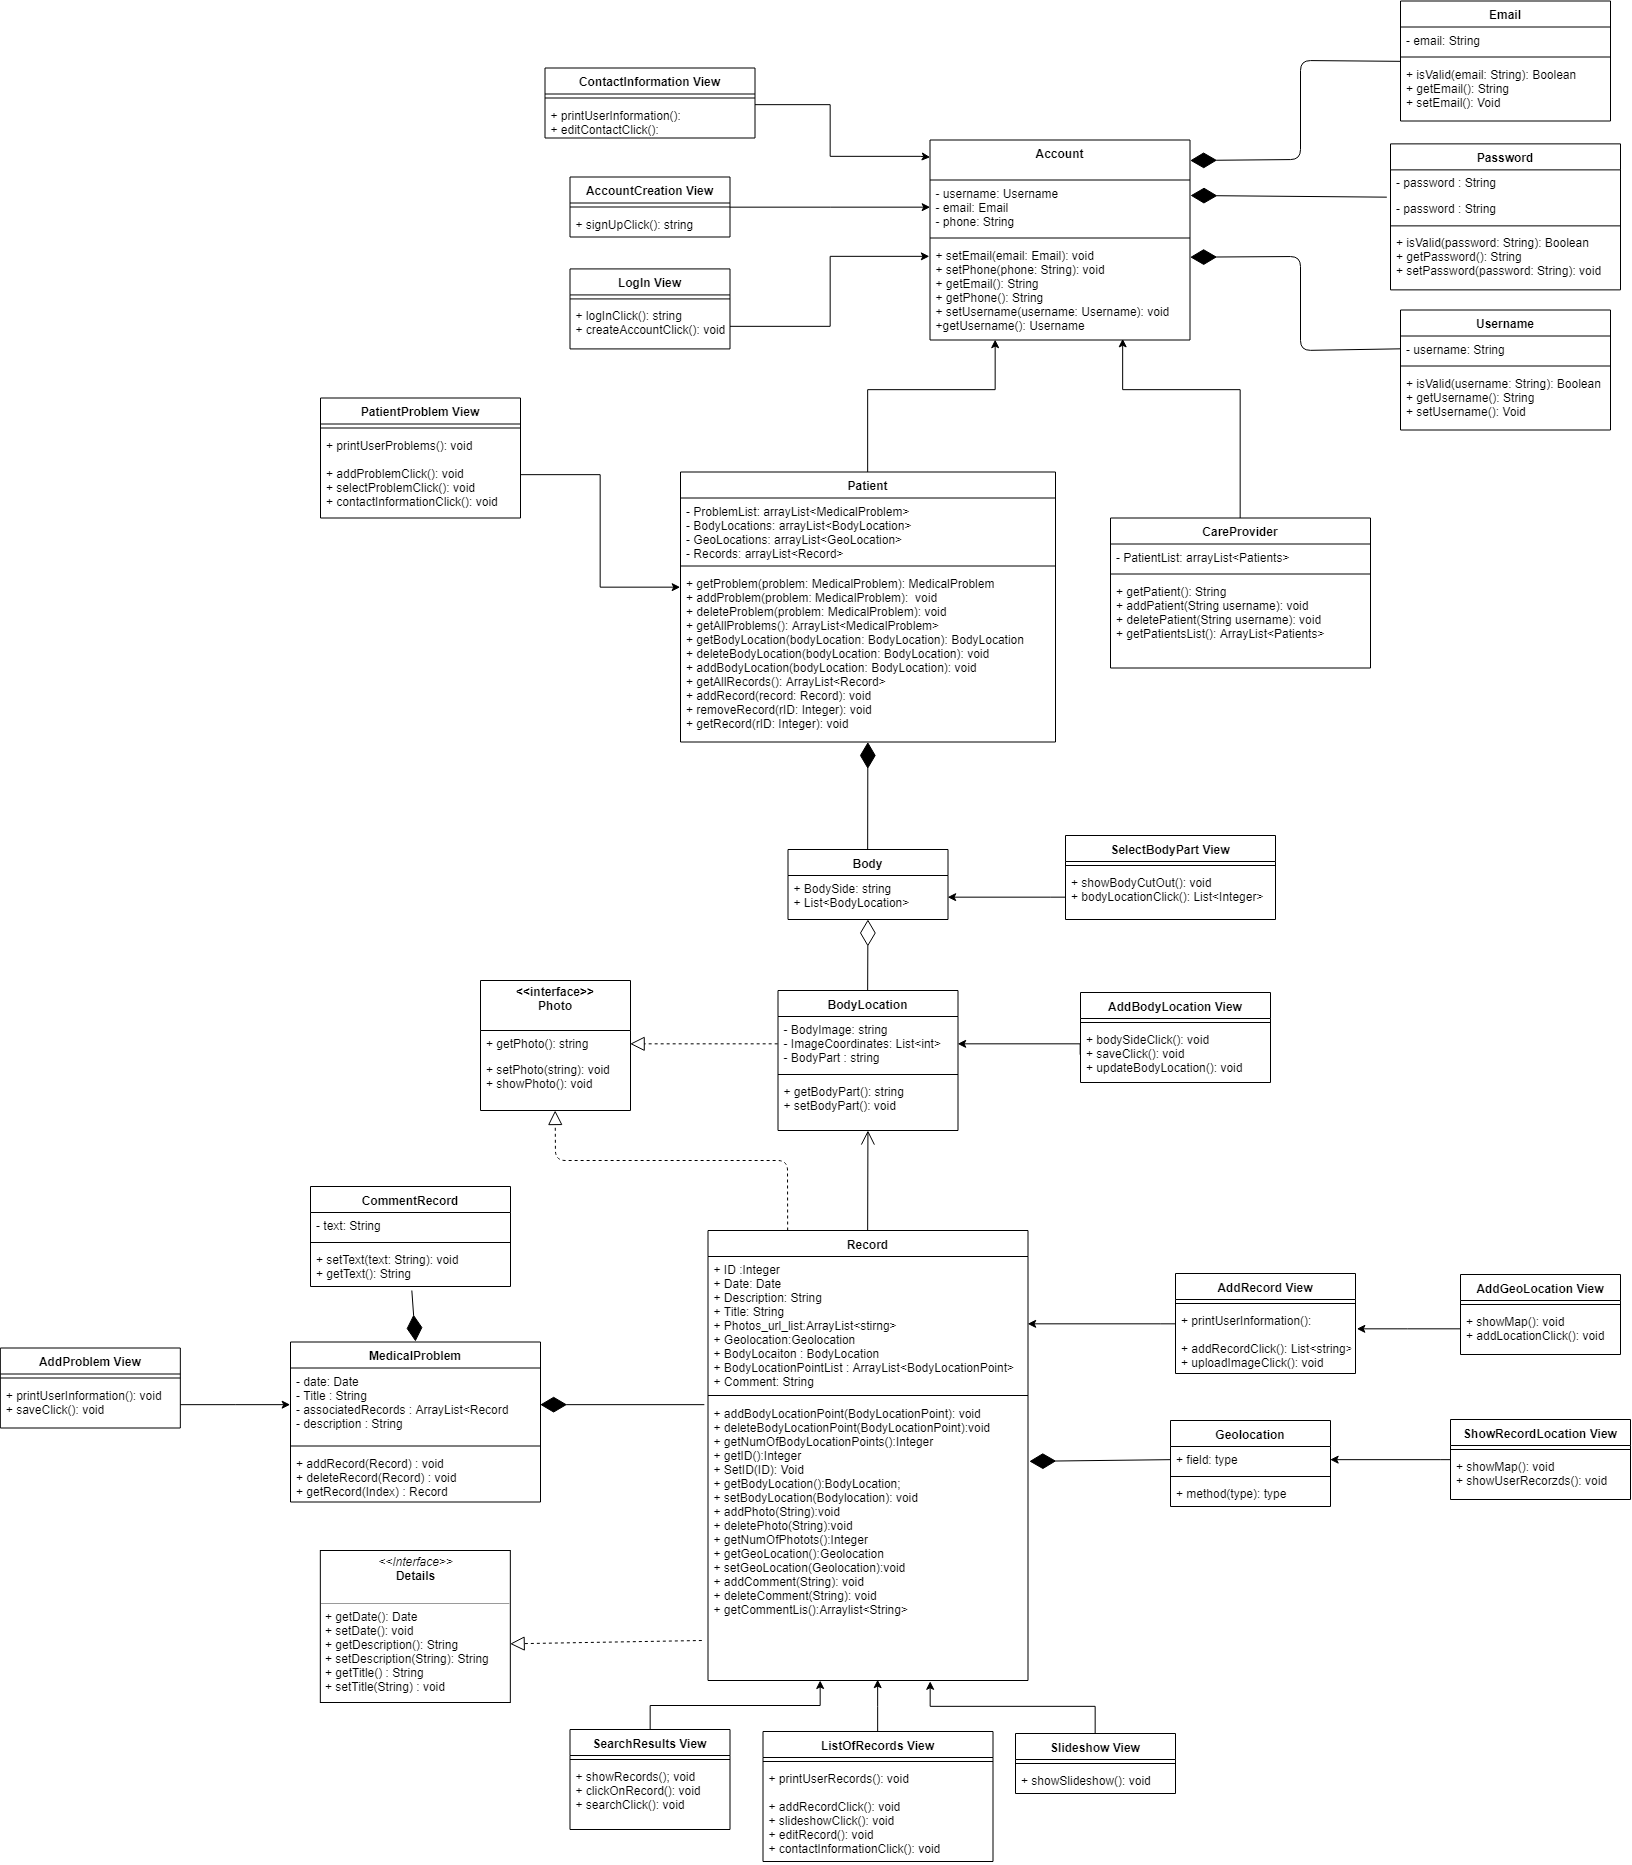 Email
- email: String
+ isValid(email: String): Boolean
+ getEmail(): String
+ setEmail(): Void
ContactInformation View
+ printUserInformation():
+ editContactClick():
Account
- username: Username
- email: Email
- phone: String
+ setEmail(email: Email): void
+ setPhone(phone: String): void
+ getEmail(): String
+ getPhone(): String
+ setUsername(username: Username): void
+getUsername(): Username
Password
- password : String
- password : String
+ isValid(password: String): Boolean
+ getPassword(): String
+ setPassword(password: String): void
AccountCreation View
+ signUpClick(): string
LogIn View
+ logInClick(): string
+ createAccountClick(): void
Username
- username: String
+ isValid(username: String): Boolean
+ getUsername(): String
+ setUsername(): Void
PatientProblem View
+ printUserProblems(): void
+ addProblemClick(): void
+ selectProblemClick(): void
+ contactInformationClick(): void
Patient
- ProblemList: arrayList<MedicalProblem>
- BodyLocations: arrayList<BodyLocation>
- GeoLocations: arrayList<GeoLocation>
- Records: arrayList<Record>
+ getProblem(problem: MedicalProblem): MedicalProblem
+ addProblem(problem: MedicalProblem):  void
+ deleteProblem(problem: MedicalProblem): void
+ getAllProblems(): ArrayList<MedicalProblem>
+ getBodyLocation(bodyLocation: BodyLocation): BodyLocation
+ deleteBodyLocation(bodyLocation: BodyLocation): void
+ addBodyLocation(bodyLocation: BodyLocation): void
+ getAllRecords(): ArrayList<Record>
+ addRecord(record: Record): void
+ removeRecord(rID: Integer): void
+ getRecord(rID: Integer): void
CareProvider
- PatientList: arrayList<Patients>
+ getPatient(): String
+ addPatient(String username): void
+ deletePatient(String username): void
+ getPatientsList(): ArrayList<Patients>
Body
+ BodySide: string
+ List<BodyLocation>
SelectBodyPart View
+ showBodyCutOut(): void
+ bodyLocationClick(): List<Integer>
<<interface>>
Photo
+ getPhoto(): string
+ setPhoto(string): void
+ showPhoto(): void
BodyLocation
- BodyImage: string
- ImageCoordinates: List<int>
- BodyPart : string
+ getBodyPart(): string
+ setBodyPart(): void
AddBodyLocation View
+ bodySideClick(): void
+ saveClick(): void
+ updateBodyLocation(): void
CommentRecord
- text: String
+ setText(text: String): void
+ getText(): String
AddProblem View
+ printUserInformation(): void
+ saveClick(): void
MedicalProblem
- date: Date
- Title : String
- associatedRecords : ArrayList<Record
- description : String
+ addRecord(Record) : void
+ deleteRecord(Record) : void
+ getRecord(Index) : Record
Record
+ ID :Integer
+ Date: Date
+ Description: String
+ Title: String
+ Photos_url_list:ArrayList<stirng>
+ Geolocation:Geolocation
+ BodyLocaiton : BodyLocation
+ BodyLocationPointList : ArrayList<BodyLocationPoint>
+ Comment: String
+ addBodyLocationPoint(BodyLocationPoint): void
+ deleteBodyLocationPoint(BodyLocationPoint):void
+ getNumOfBodyLocationPoints():Integer
+ getID():Integer
+ SetID(ID): Void
+ getBodyLocation():BodyLocation;
+ setBodyLocation(Bodylocation): void
+ addPhoto(String):void
+ deletePhoto(String):void
+ getNumOfPhotots():Integer
+ getGeoLocation():Geolocation
+ setGeoLocation(Geolocation):void
+ addComment(String): void
+ deleteComment(String): void
+ getCommentLis():Arraylist<String>
AddRecord View
+ printUserInformation():
+ addRecordClick(): List<string>
+ uploadImageClick(): void
AddGeoLocation View
+ showMap(): void
+ addLocationClick(): void
Geolocation
+ field: type
+ method(type): type
ShowRecordLocation View
+ showMap(): void
+ showUserRecorzds(): void
<<Interface>>
Details
+ getDate(): Date
+ setDate(): void
+ getDescription(): String
+ setDescription(String): String
+ getTitle() : String
+ setTitle(String) : void
SearchResults View
+ showRecords(); void
+ clickOnRecord(): void
+ searchClick(): void
ListOfRecords View
+ printUserRecords(): void
+ addRecordClick(): void
+ slideshowClick(): void
+ editRecord(): void
+ contactInformationClick(): void
Slideshow View
+ showSlideshow(): void